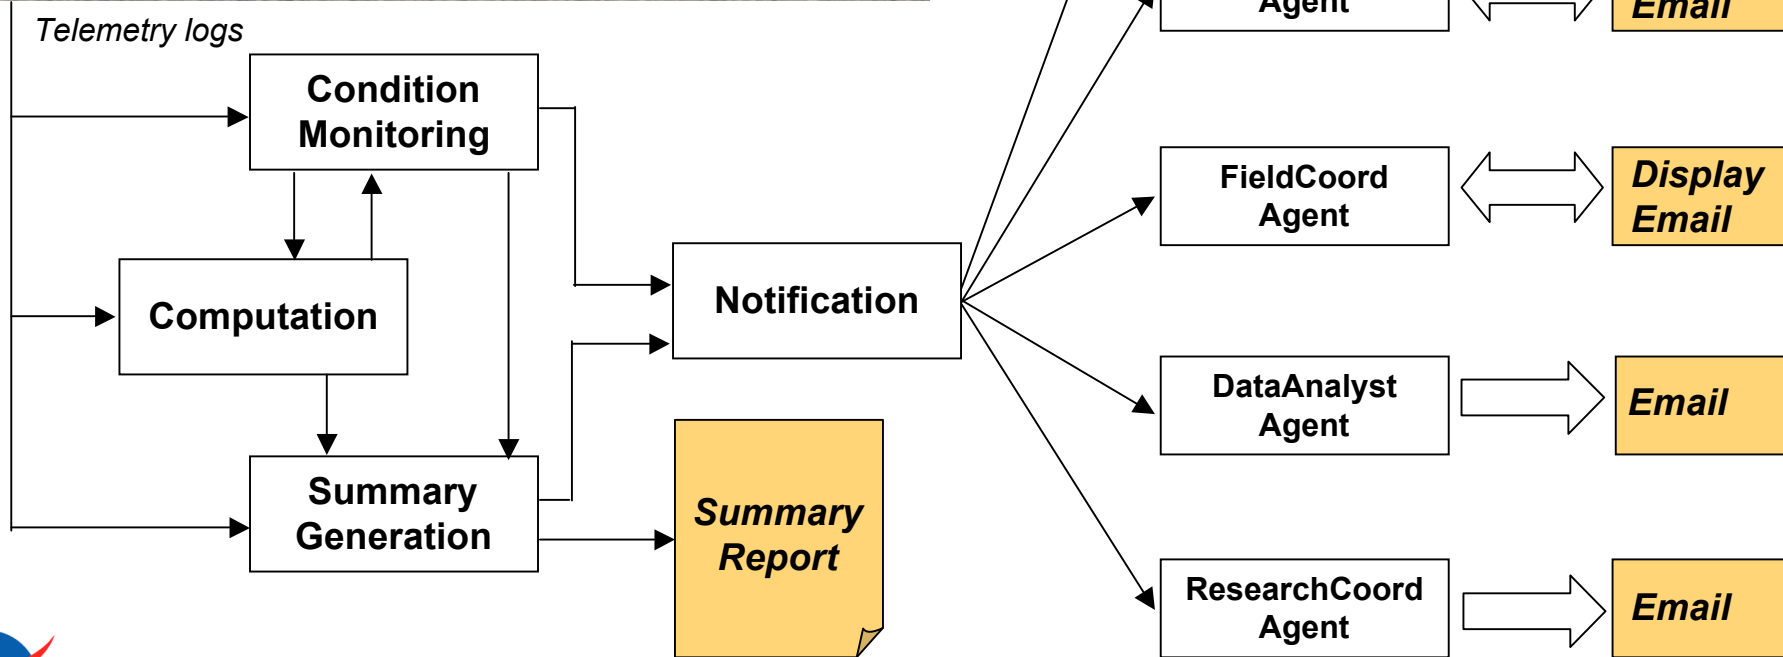 Agent
Email
Telemetry logs
Condition
Monitoring
FieldCoord
Agent
Display
Email
Computation
Notification
DataAnalyst
Agent
Email
Summary
Generation
Summary
Report
ResearchCoord
Agent
Email